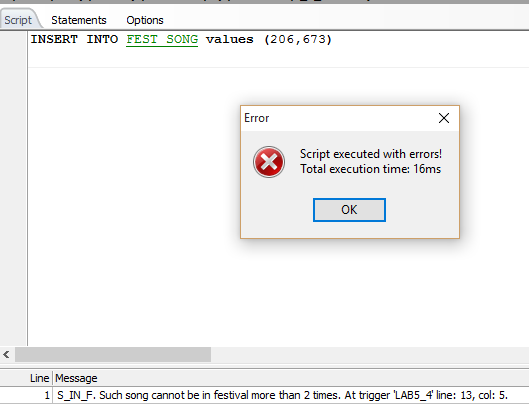 Script Statements Options
INSERT INTO FEST_SONG values (206,673)
Error
Script executed with errors!
Total execution time: 16ms
OK
Line Message
1 S_IN_F. Such song cannot be in festival more than 2 times. At trigger 'LAB5_4' line: 13, col: 5.